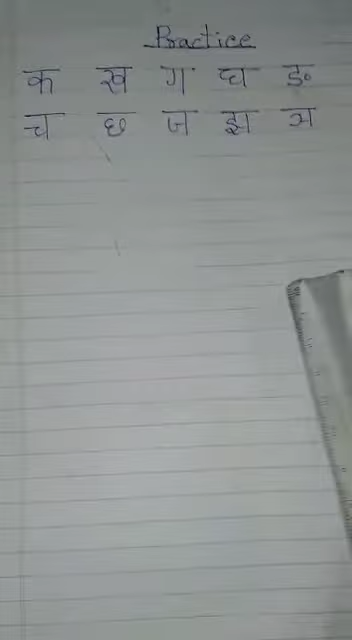 Practice
क ख ग घ ङ
च छ ज झ ञ